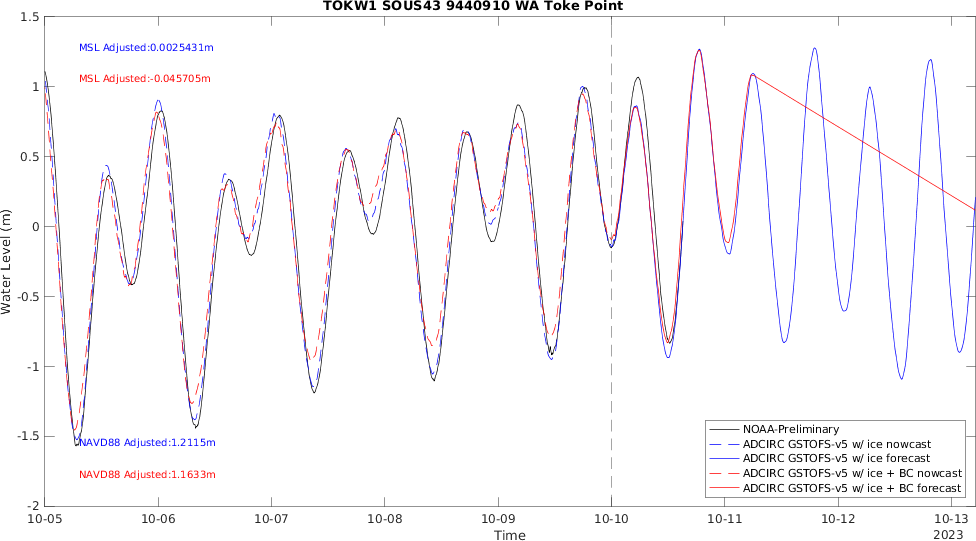 TOKW1 SOUS43 9440910 WA Toke Point
1.5
1
0.5
0
-0.5
-1
-1.5
-2
Water Level (m)
MSL Adjusted:0.0025431m
MSL Adjusted:-0.045705m
NAVD88 Adjusted:1.2115m
NAVD88 Adjusted:1.1633m
NOAA-Preliminary
ADCIRC GSTOFS-v5 w/ ice nowcast
ADCIRC GSTOFS-v5 w/ ice forecast
ADCIRC GSTOFS-v5 w/ ice + BC nowcast
ADCIRC GSTOFS-v5 w/ ice + BC forecast
10-05 10-06 10-07 10-08 10-09 10-10 10-11 10-12 10-13
2023
Time